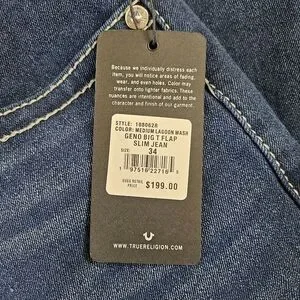 Because we individually distress each
item, you will notice areas of fading,
wear, and even holes. Color may
transfer onto lighter fabrics. These
nuances are intentional and add to the
character and finish of our garment.
STYLE: 1080628
COLOR: MEDIUM LAGOON WASH
GENO BIG T FLAP
SLIM JEAN
SIZE: 34
PRICE $199.00
WWW.TRUERELIGION.COM